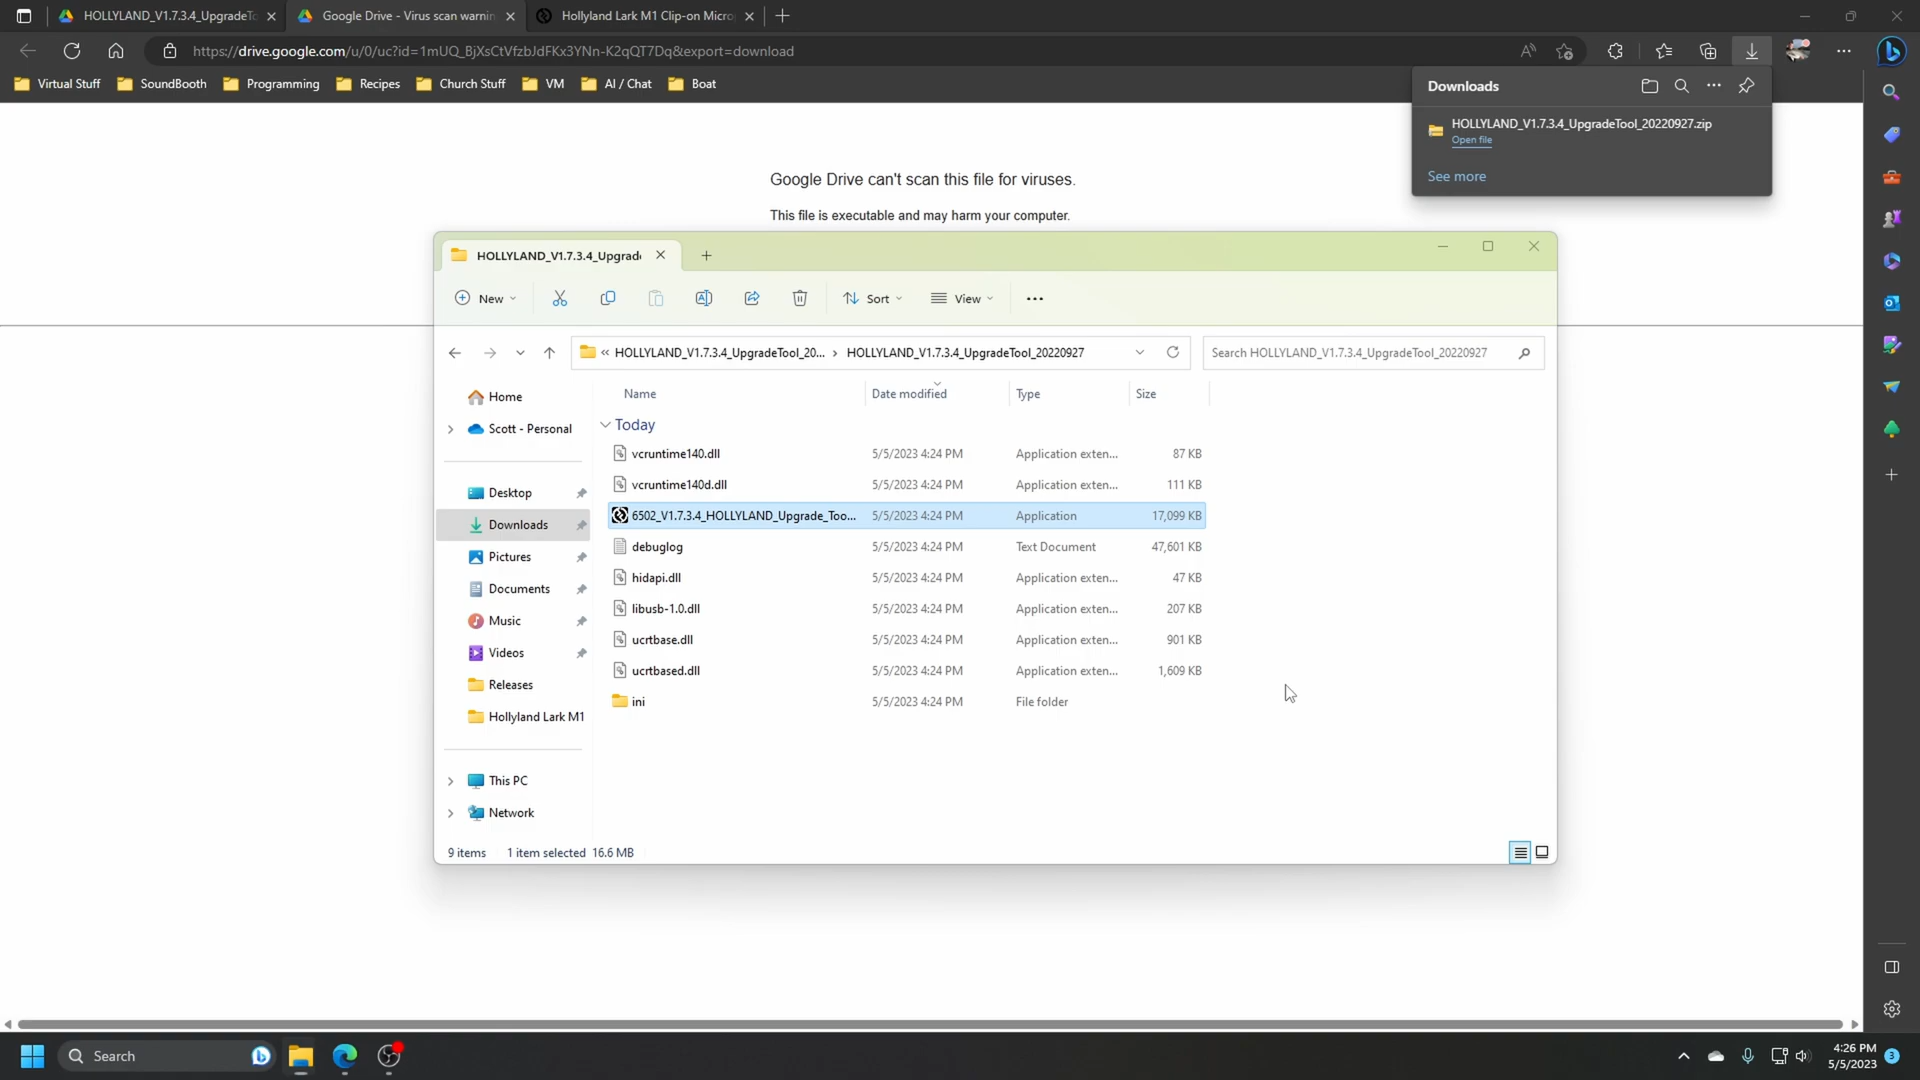 HOLLYLAND_V1.7.3.4_UpgradeT
Google Drive - Virus scan warnin
Hollyland Lark M1 Clip-on Micro
https://drive.google.com/u/0/uc?id=1mUQ_BjXsCtVfzbJdFKx3YNn-K2qQT7Dq&export=download
Virtual Stuff
SoundBooth
Programming
Recipes
Church Stuff
VM
AI / Chat
Boat
Downloads
HOLLYLAND_V1.7.3.4_UpgradeTool_20220927.zip
Open file
See more
Google Drive can't scan this file for viruses.
This file is executable and may harm your computer.
HOLLYLAND_V1.7.3.4_Upgrad
New
Sort
View
« HOLLYLAND_V1.7.3.4_UpgradeTool_20... › HOLLYLAND_V1.7.3.4_UpgradeTool_20220927
Search HOLLYLAND_V1.7.3.4_UpgradeTool_20220927
Name Date modified Type Size
Home
Scott - Personal
Desktop
Downloads
Pictures
Documents
Music
Videos
Releases
Hollyland Lark M1
This PC
Network
Today
vcruntime140.dll 5/5/2023 4:24 PM Application exten... 87 KB
vcruntime140d.dll 5/5/2023 4:24 PM Application exten... 111 KB
6502_V1.7.3.4_HOLLYLAND_Upgrade_Too... 5/5/2023 4:24 PM Application 17,099 KB
debuglog 5/5/2023 4:24 PM Text Document 47,601 KB
hidapi.dll 5/5/2023 4:24 PM Application exten... 47 KB
libusb-1.0.dll 5/5/2023 4:24 PM Application exten... 207 KB
ucrtbase.dll 5/5/2023 4:24 PM Application exten... 901 KB
ucrtbased.dll 5/5/2023 4:24 PM Application exten... 1,609 KB
ini 5/5/2023 4:24 PM File folder
9 items 1 item selected 16.6 MB
Search
4:26 PM
5/5/2023
3